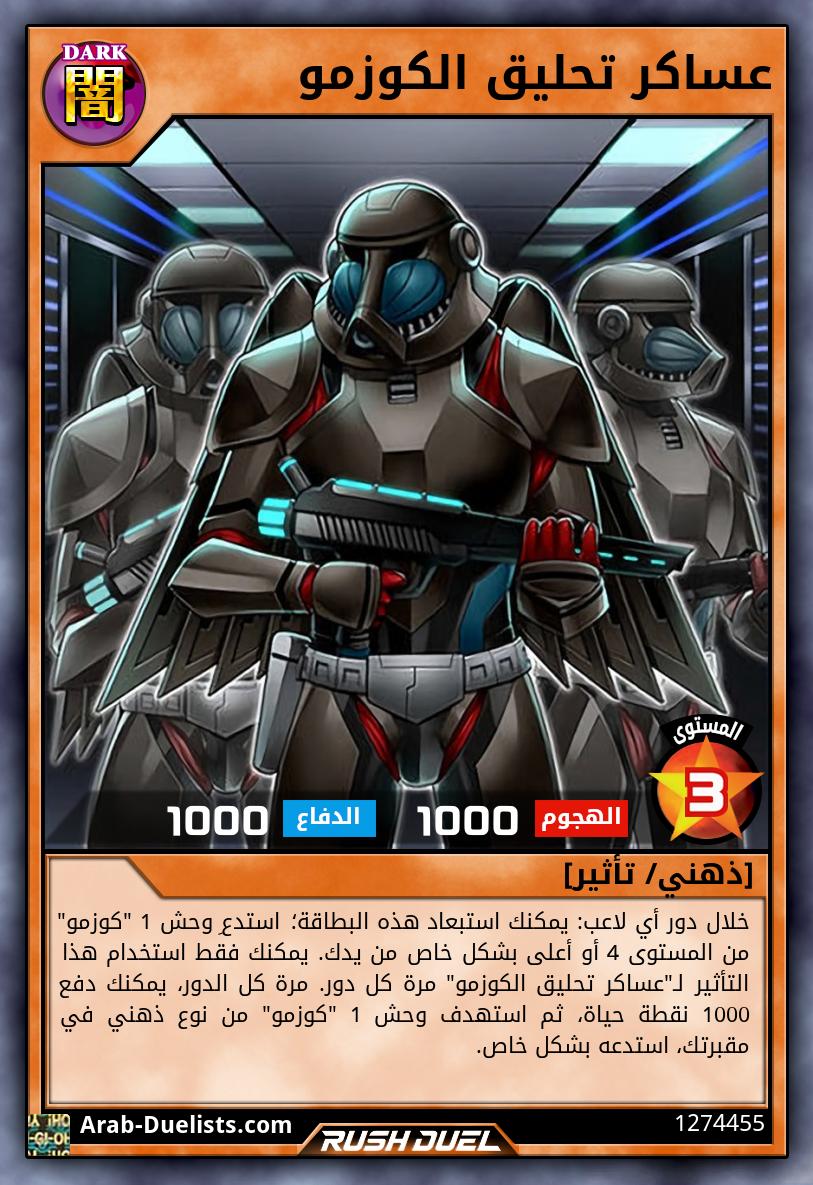 DARK
闇
عساكر تحليق الكوزمو
المستوى
3
الهجوم 1000 الدفاع 1000
[ذهني/ تأثير]
خلال دور أي لاعب: يمكنك استبعاد هذه البطاقة؛ استدعِ وحش 1 "كوزمو"
من المستوى 4 أو أعلى بشكل خاص من يدك. يمكنك فقط استخدام هذا
التأثير لـ"عساكر تحليق الكوزمو" مرة كل دور. مرة كل الدور، يمكنك دفع
1000 نقطة حياة، ثم استهدف وحش 1 "كوزمو" من نوع ذهني في
مقبرتك، استدعه بشكل خاص.
Arab-Duelists.com
RUSH DUEL
1274455